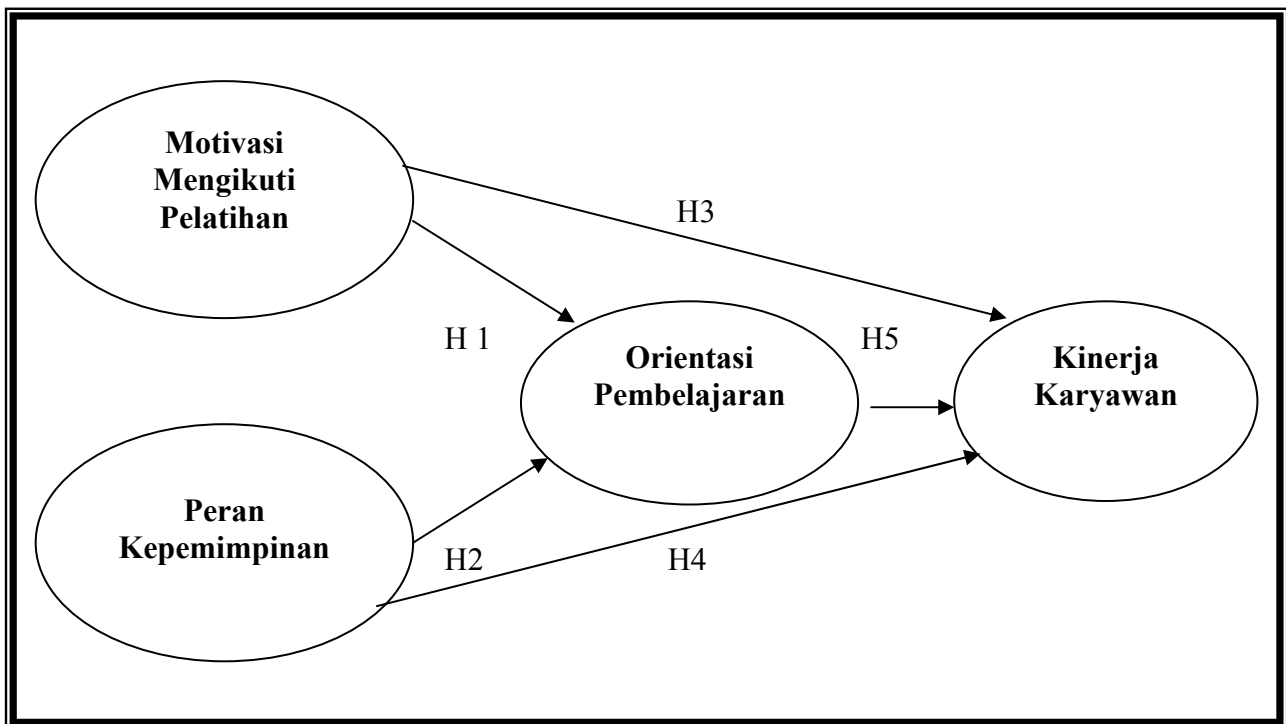 Motivasi
Mengikuti
Pelatihan
H3
H 1
Orientasi
Pembelajaran
H5
Kinerja
Karyawan
Peran
Kepemimpinan
H2
H4